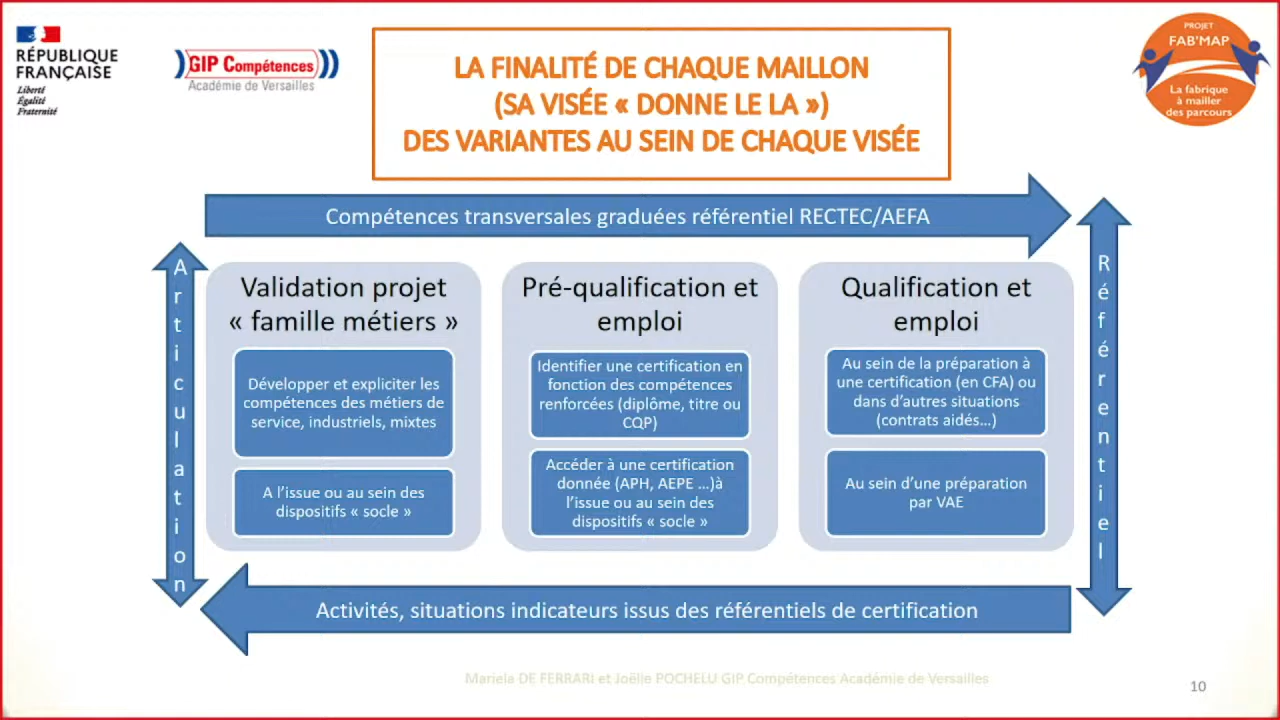 RÉPUBLIQUE
FRANÇAISE
Liberté
Égalité
Fraternité
GIP Compétences
Académie de Versailles
LA FINALITÉ DE CHAQUE MAILLON
(SA VISÉE « DONNE LE LA »)
DES VARIANTES AU SEIN DE CHAQUE VISÉE
PROJET
FAB'MAP
La fabrique
à mailler
des parcours
Compétences transversales graduées référentiel RECTEC/AEFA
Articulation
Validation projet
« famille métiers »
Développer et expliciter les
compétences des métiers de
service, industriels, mixtes
A l'issue ou au sein des
dispositifs « socle »
Pré-qualification et
emploi
Identifier une certification en
fonction des compétences
renforcées (diplôme, titre ou
CQP)
Accéder à une certification
donnée (APH, AEPE …)à
l'issue ou au sein des
dispositifs « socle »
Qualification et
emploi
Au sein de la préparation à
une certification (en CFA) ou
dans d'autres situations
(contrats aidés…)
Au sein d'une préparation
par VAE
Référentiel
Activités, situations indicateurs issus des référentiels de certification
Mariela DE FERRARI et Joëlle POCHELU GIP Compétences Académie de Versailles
10